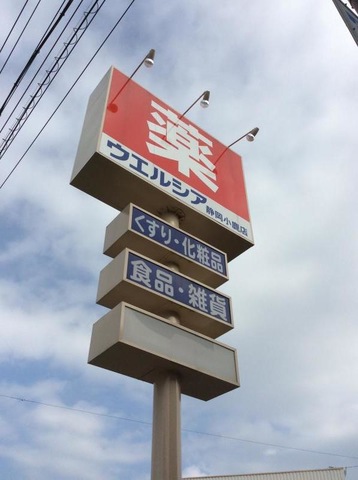 薬
ウエルシア 静岡小鹿店
くすり・化粧品
食品・雑貨